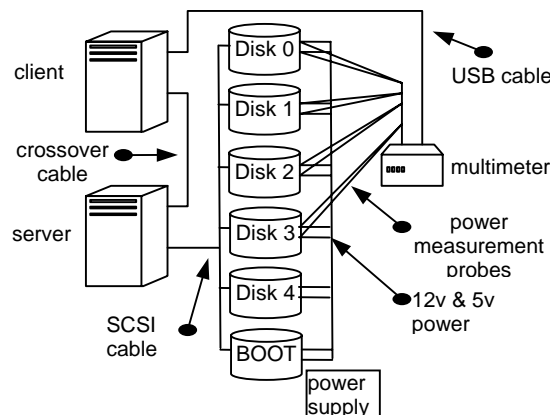 client
crossover
cable
server
SCSI
cable
Disk 0
Disk 1
Disk 2
Disk 3
Disk 4
BOOT
power
supply
USB cable
multimeter
power
measurement
probes
12v & 5v
power